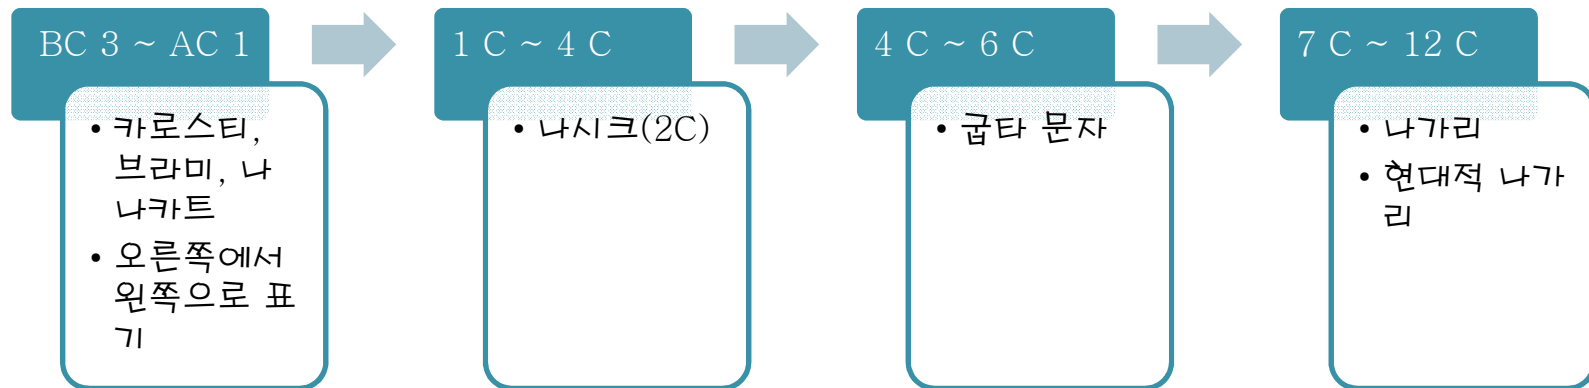 BC 3 ~ AC 1
• 카로스티,
브라미, 나
나카트
• 오른쪽에서
왼쪽으로 표
기
1 C ~ 4 C
• 나시크(2C)
4 C ~ 6 C
• 굽타 문자
7 C ~ 12 C
• 나가리
• 현대적 나가
리